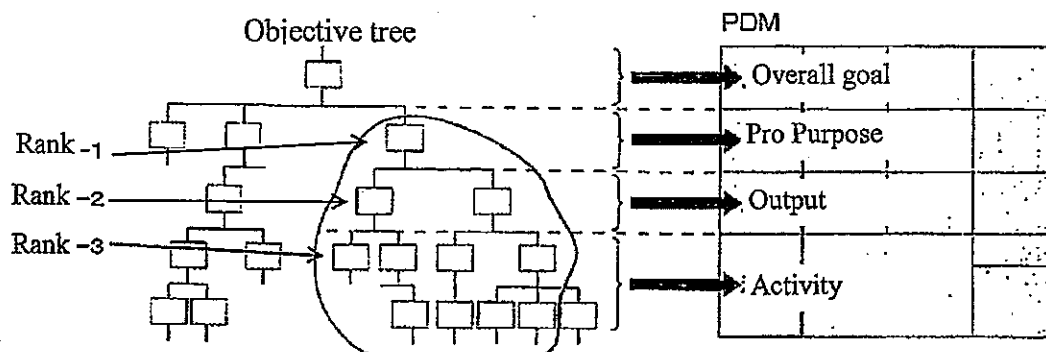 Objective tree
PDM
Overall goal
Rank -1
Pro Purpose
Rank -2
Output
Rank -3
Activity